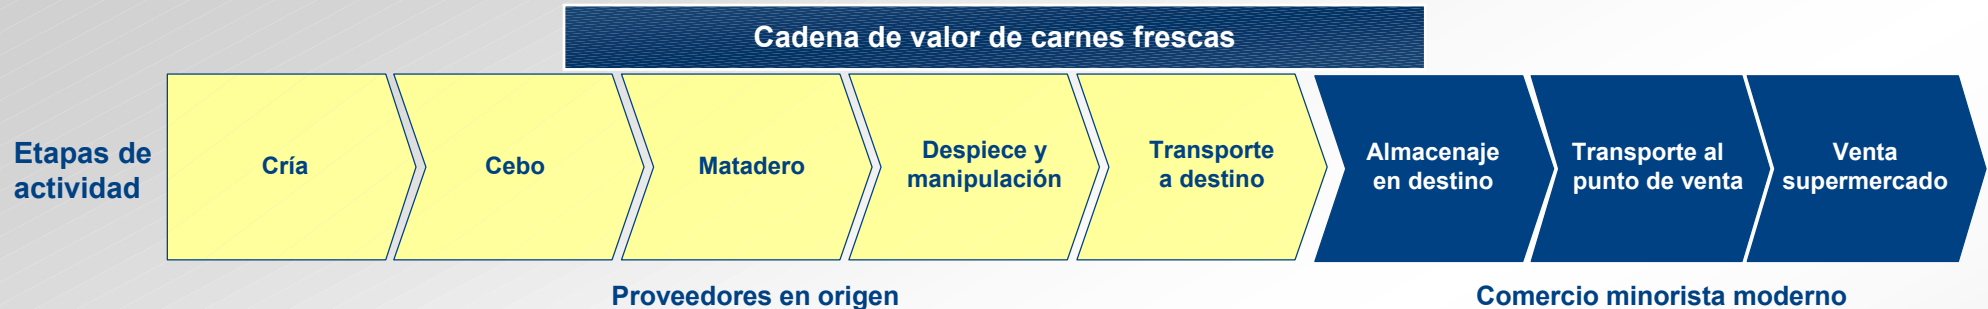 Cadena de valor de carnes frescas
Etapas de
actividad
Cría
Cebo
Matadero
Despiece y
manipulación
Transporte
a destino
Almacenaje
en destino
Transporte al
punto de venta
Venta
supermercado
Proveedores en origen
Comercio minorista moderno